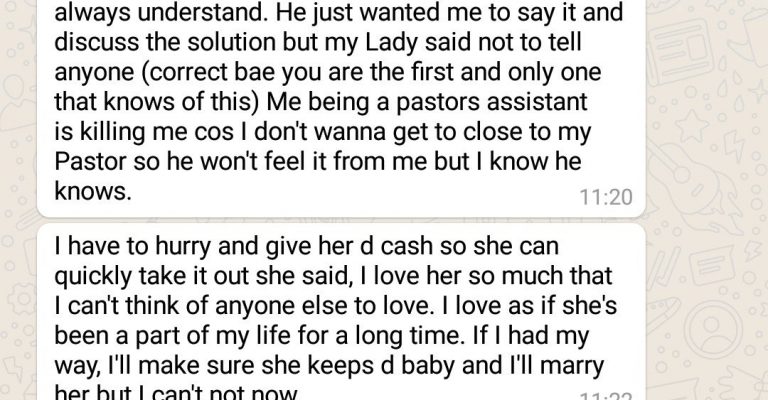 always understand. He just wanted me to say it and
discuss the solution but my Lady said not to tell
anyone (correct bae you are the first and only one
that knows of this) Me being a pastors assistant
is killing me cos I don't wanna get to close to my
Pastor so he won't feel it from me but I know he
knows.
11:20
I have to hurry and give her d cash so she can
quickly take it out she said, I love her so much that
I can't think of anyone else to love. I love as if she's
been a part of my life for a long time. If I had my
way, I'll make sure she keeps d baby and I'll marry
her but I can't not now
11:22